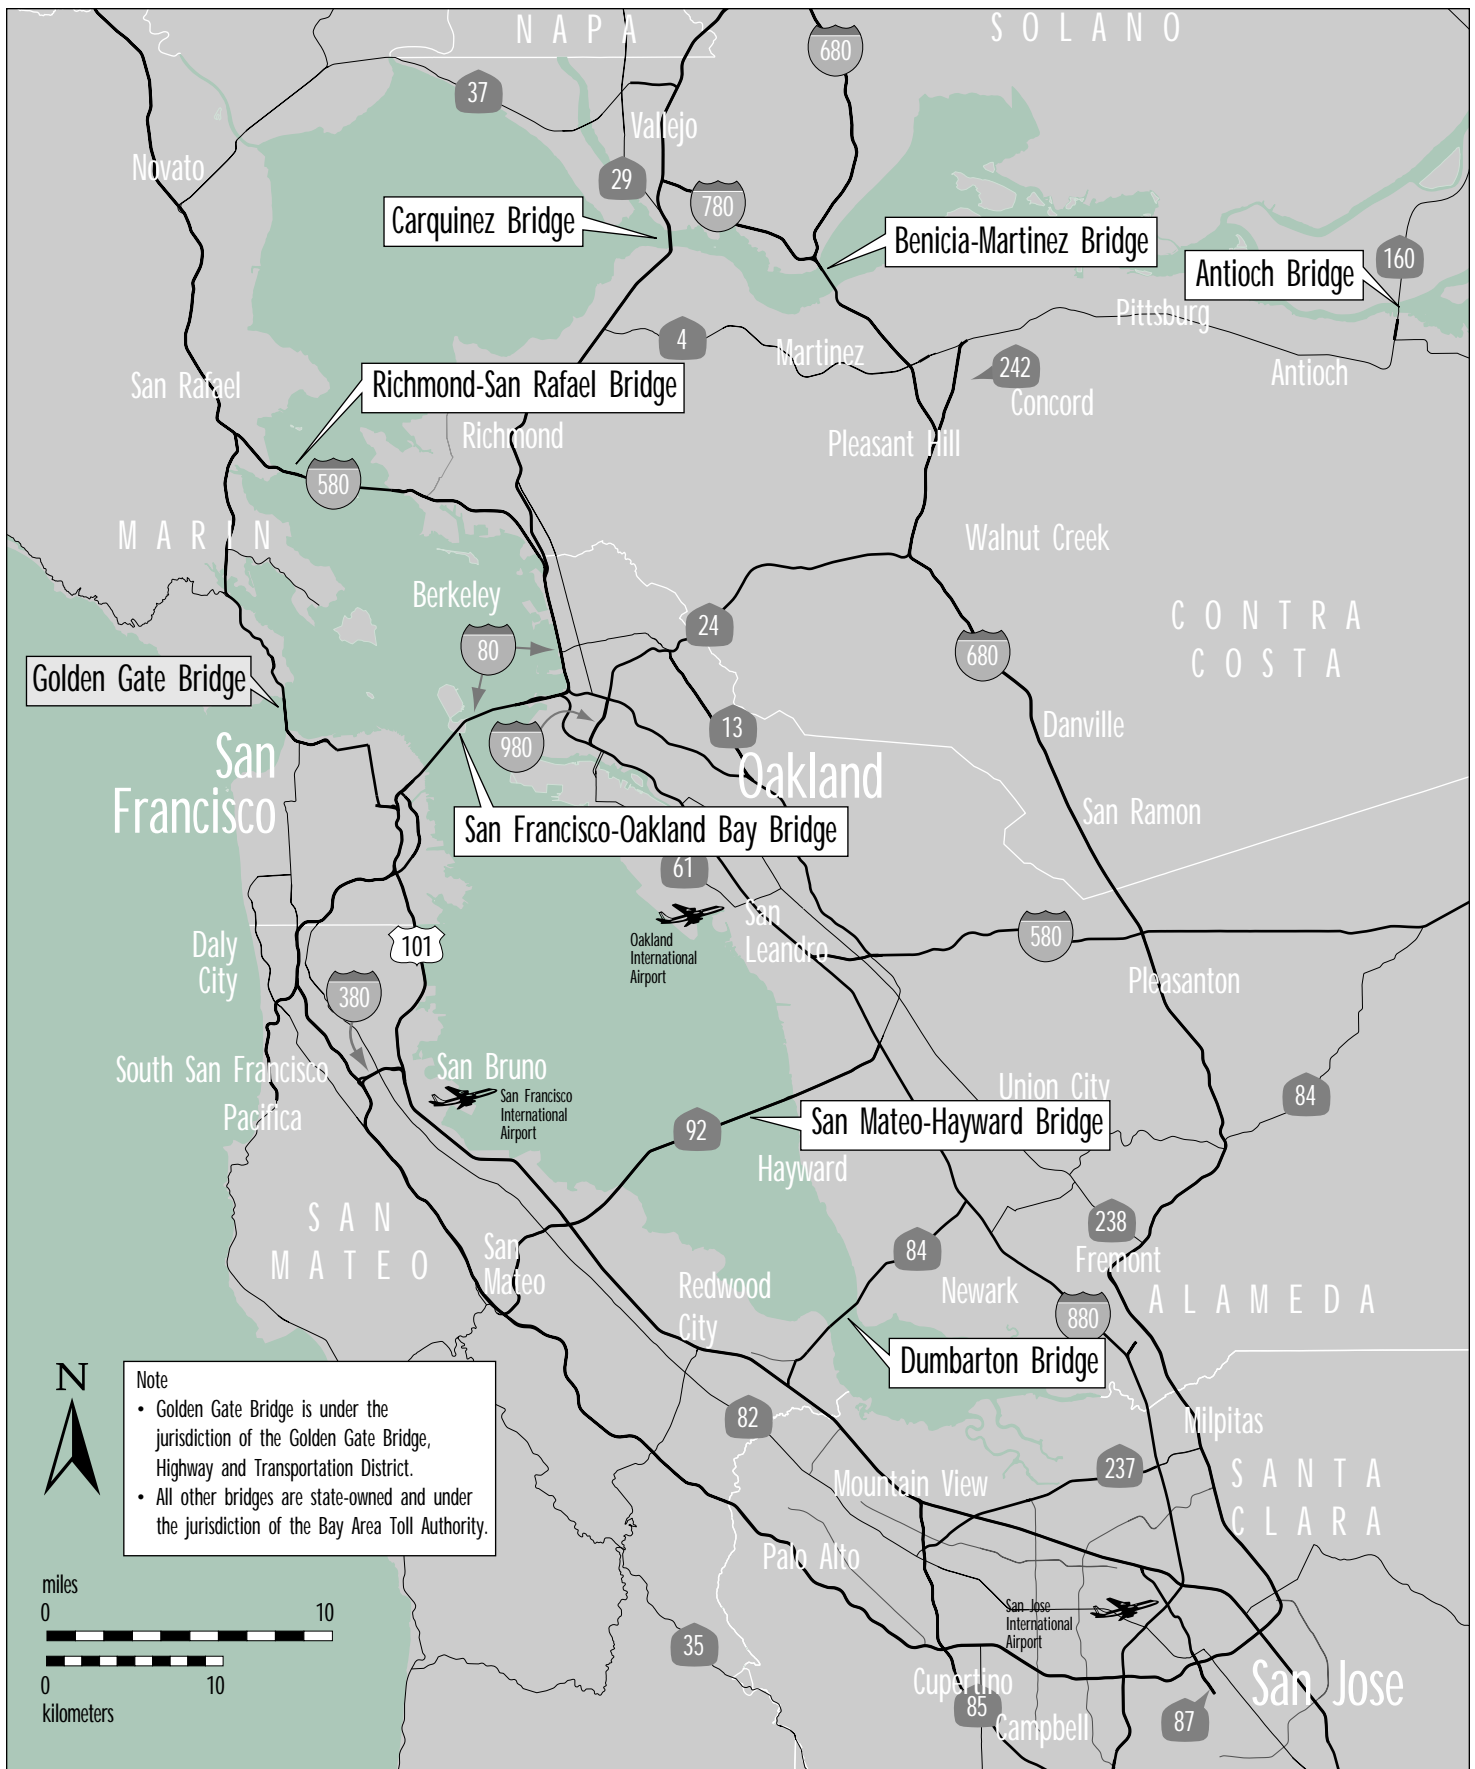 NAPA
SOLANO
680
37
Vallejo
Novato
29
780
Carquinez Bridge
Benicia-Martinez Bridge
160
Antioch Bridge
Pittsburg
4
Martinez
242
Antioch
San Rafael
Richmond-San Rafael Bridge
Concord
Richmond
Pleasant Hill
580
MARIN
Walnut Creek
Berkeley
CONTRA
COSTA
24
80
680
Golden Gate Bridge
980
13
Danville
San
Francisco
Oakland
San Ramon
San Francisco-Oakland Bay Bridge
61
Oakland
International
Airport
San
Leandro
580
Daly
City
101
380
Pleasanton
South San Francisco
San Bruno
San Francisco
International
Airport
Pacifica
Union City
84
92
San Mateo-Hayward Bridge
Hayward
SAN
MATEO
238
Fremont
84
San
Mateo
Redwood
City
Newark
ALAMEDA
880
Dumbarton Bridge
N
Note
• Golden Gate Bridge is under the
jurisdiction of the Golden Gate Bridge,
Highway and Transportation District.
• All other bridges are state-owned and under
the jurisdiction of the Bay Area Toll Authority.
82
Milpitas
237
SANTA
CLARA
Mountain View
Palo Alto
miles
0 10
0 10
kilometers
San Jose
International
Airport
35
Cupertino
85
Campbell
87
San Jose